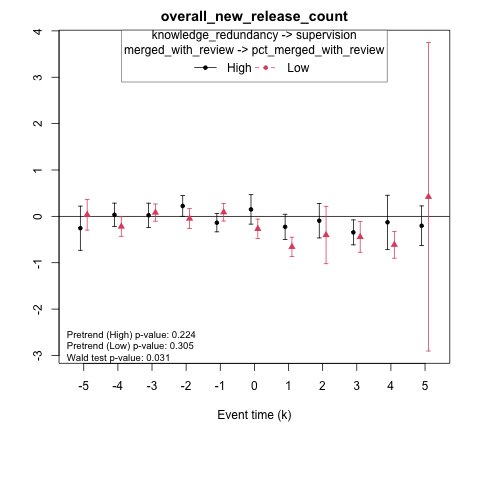 overall_new_release_count
knowledge_redundancy -> supervision
merged_with_review -> pct_merged_with_review
High Low
4
3
2
1
0
-1
-2
-3
Pretrend (High) p-value: 0.224
Pretrend (Low) p-value: 0.305
Wald test p-value: 0.031
-5 -4 -3 -2 -1 0 1 2 3 4 5
Event time (k)